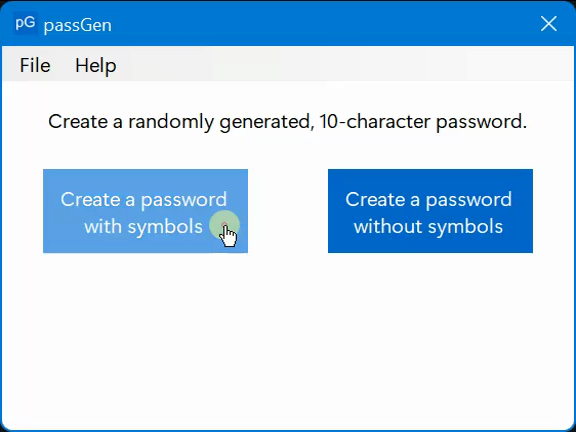 pG passGen
File Help
Create a randomly generated, 10-character password.
Create a password
with symbols
Create a password
without symbols